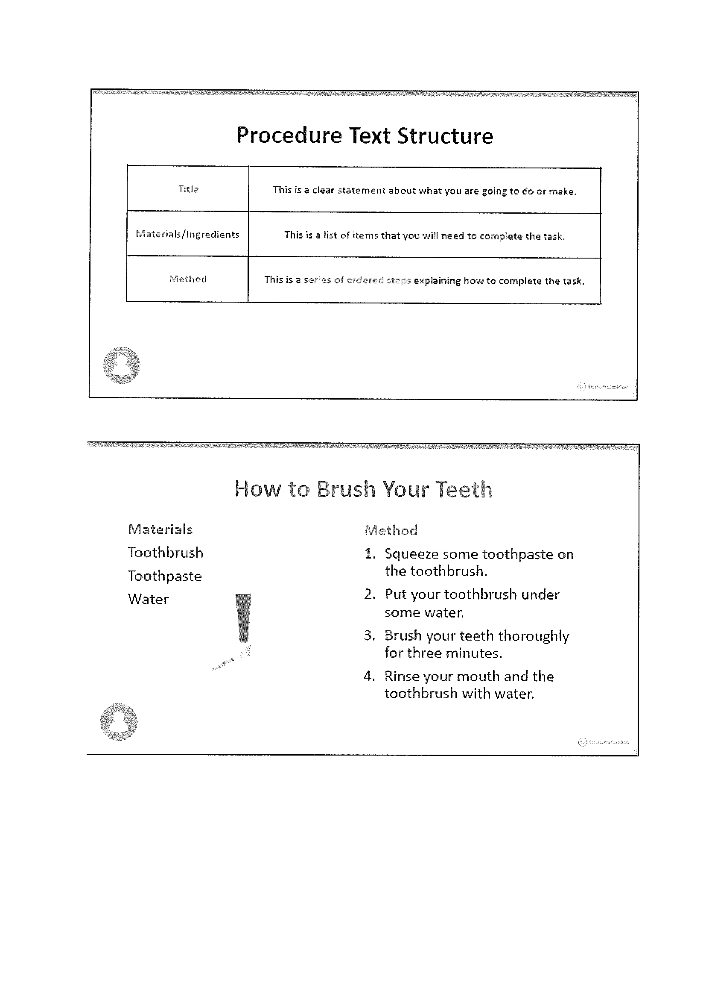 Procedure Text Structure
Title
This is a clear statement about what you are going to do or make.
Materials/Ingredients
This is a list of items that you will need to complete the task.
Method
This is a series of ordered steps explaining how to complete the task.
teachstarter
How to Brush Your Teeth
Materials
Toothbrush
Toothpaste
Water
Method
1. Squeeze some toothpaste on
the toothbrush.
2. Put your toothbrush under
some water.
3. Brush your teeth thoroughly
for three minutes.
4. Rinse your mouth and the
toothbrush with water.
teachstarter